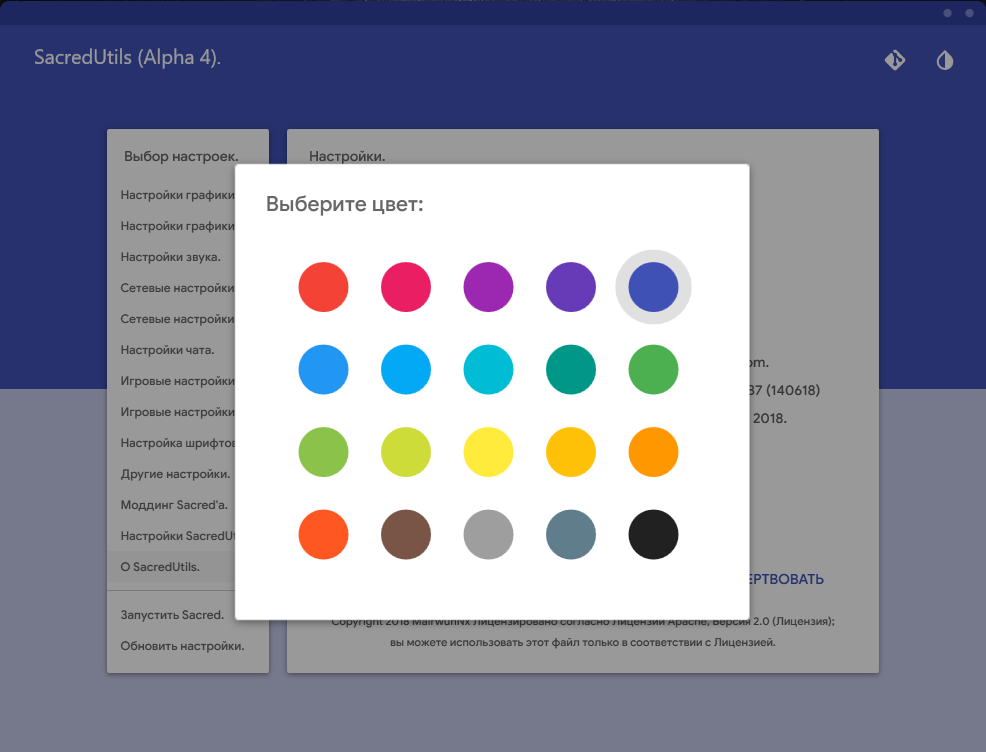 SacredUtils (Alpha 4).
Выбор настроек.
Настройки.
Выберите цвет:
Настройки графики
Настройки графики
Настройки звука.
Сетевые настройки
Сетевые настройки
Настройки чата.
Игровые настройки
Игровые настройки
Настройка шрифтов
Другие настройки.
Моддинг Sacred'a.
Настройки SacredUt
О SacredUtils.
Запустить Sacred.
Обновить настройки.
om.
37 (140618)
2018.
ЕРТВОВАТЬ
Copyright 2018 MairwunNx Лицензировано согласно Лицензии Apache, Версия 2.0 (Лицензия);
вы можете использовать этот файл только в соответствии с Лицензией.